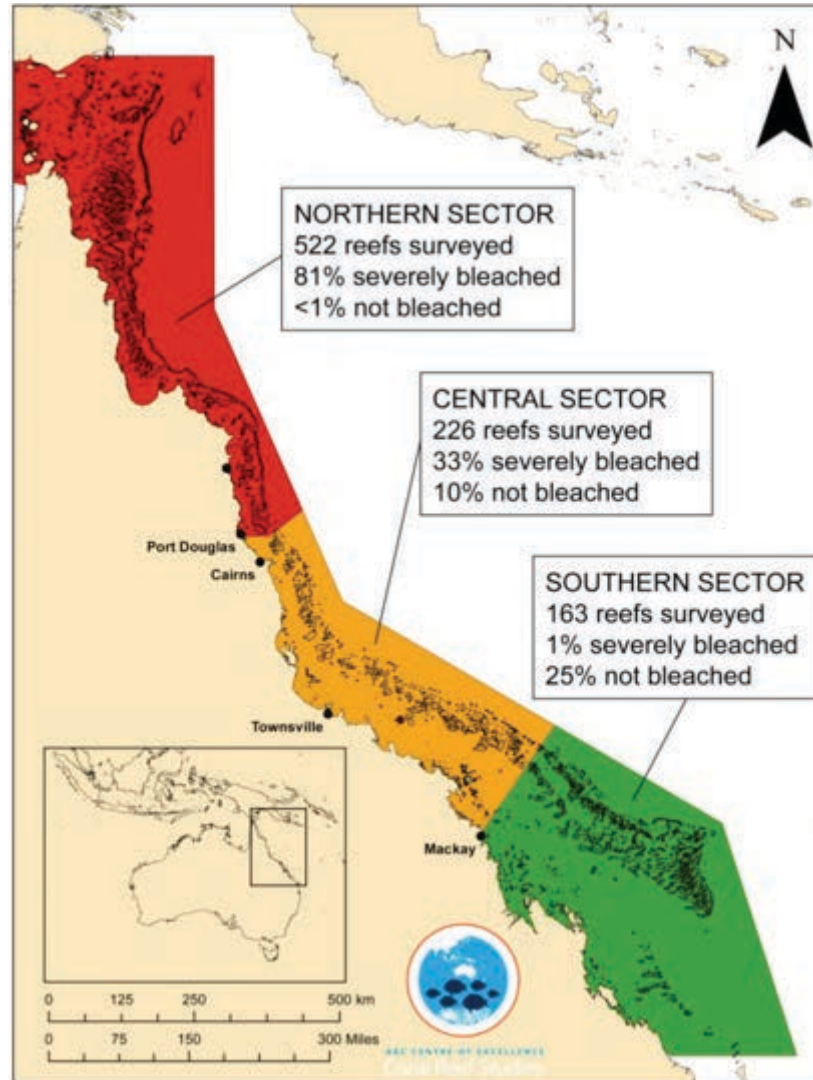 N
NORTHERN SECTOR
522 reefs surveyed
81% severely bleached
<1% not bleached
CENTRAL SECTOR
226 reefs surveyed
33% severely bleached
10% not bleached
Port Douglas
Cairns
SOUTHERN SECTOR
163 reefs surveyed
1% severely bleached
25% not bleached
Townsville
Mackay
0 125 250 500 km
0 75 150 300 Miles
ARC CENTRE OF EXCELLENCE
Coral Reef Studies